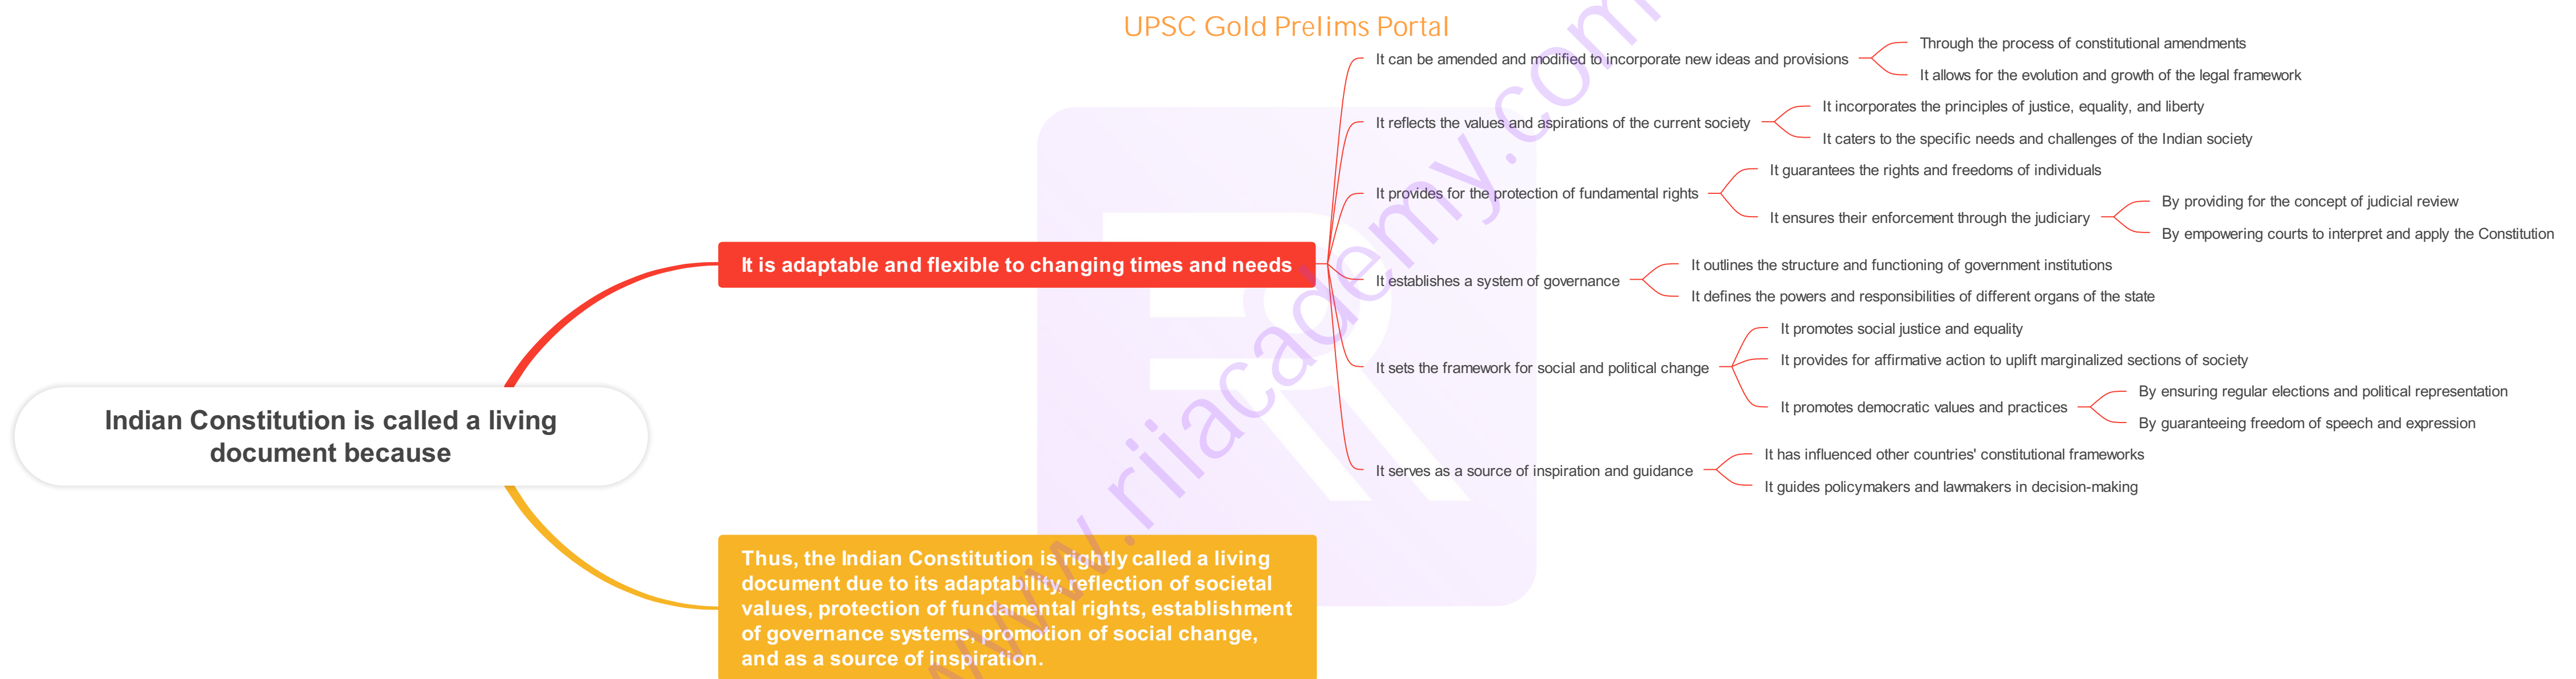 UPSC Gold Prelims Portal
Indian Constitution is called a living
document because
It is adaptable and flexible to changing times and needs
It can be amended and modified to incorporate new ideas and provisions
Through the process of constitutional amendments
It allows for the evolution and growth of the legal framework
It reflects the values and aspirations of the current society
It incorporates the principles of justice, equality, and liberty
It caters to the specific needs and challenges of the Indian society
It provides for the protection of fundamental rights
It guarantees the rights and freedoms of individuals
It ensures their enforcement through the judiciary
By providing for the concept of judicial review
By empowering courts to interpret and apply the Constitution
It establishes a system of governance
It outlines the structure and functioning of government institutions
It defines the powers and responsibilities of different organs of the state
It sets the framework for social and political change
It promotes social justice and equality
It provides for affirmative action to uplift marginalized sections of society
It promotes democratic values and practices
By ensuring regular elections and political representation
By guaranteeing freedom of speech and expression
It serves as a source of inspiration and guidance
It has influenced other countries' constitutional frameworks
It guides policymakers and lawmakers in decision-making
Thus, the Indian Constitution is rightly called a living
document due to its adaptability, reflection of societal
values, protection of fundamental rights, establishment
of governance systems, promotion of social change,
and as a source of inspiration.